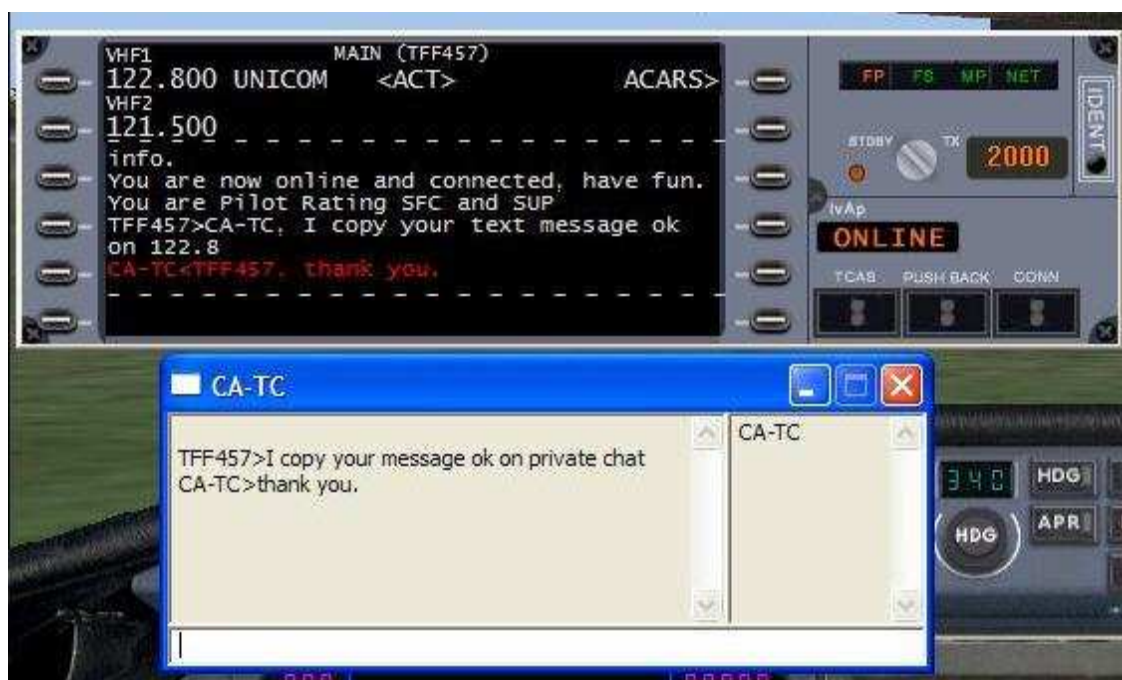 VHF1 MAIN (TFF457)
122.800 UNICOM <ACT> ACARS>
VHF2
121.500
info.
You are now online and connected, have fun.
You are Pilot Rating SFC and SUP
TFF457>CA-TC, I copy your text message ok
on 122.8
CA-TC<TFF457, thank you.
FP FS MP NET
IDENT
STDBY TX
2000
IvAp
ONLINE
TCAS PUSH BACK CONN
CA-TC
TFF457>I copy your message ok on private chat
CA-TC>thank you.
CA-TC
340 HDG
HDG APR